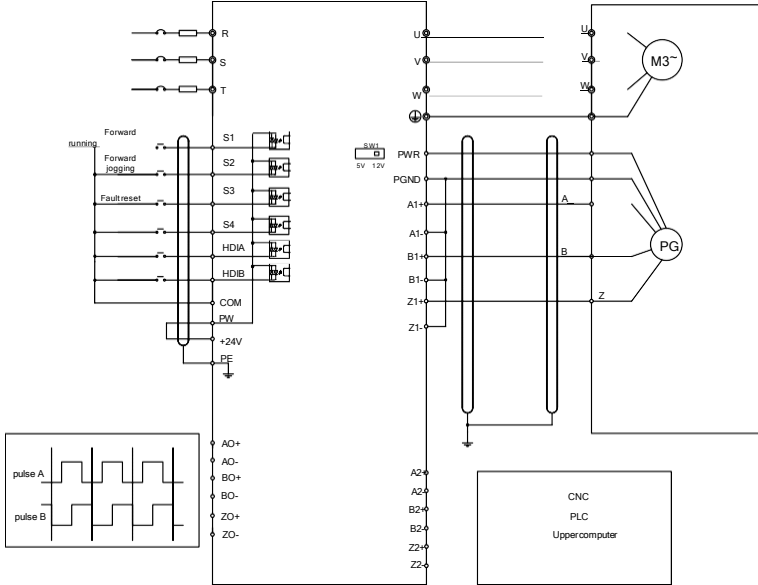 R
S
T
U
V
W
U
V
W
M3~
Forward
running
Forward
jogging
Fault reset
S1
S2
S3
S4
HDIA
HDIB
COM
PW
+24V
PE
SW1
5V 12V
PWR
PGND
A1+
A1-
B1+
B1-
Z1+
Z1-
A
B
Z
PG
pulse A
pulse B
AO+
AO-
BO+
BO-
ZO+
ZO-
A2+
A2-
B2+
B2-
Z2+
Z2-
CNC
PLC
Uppercomputer